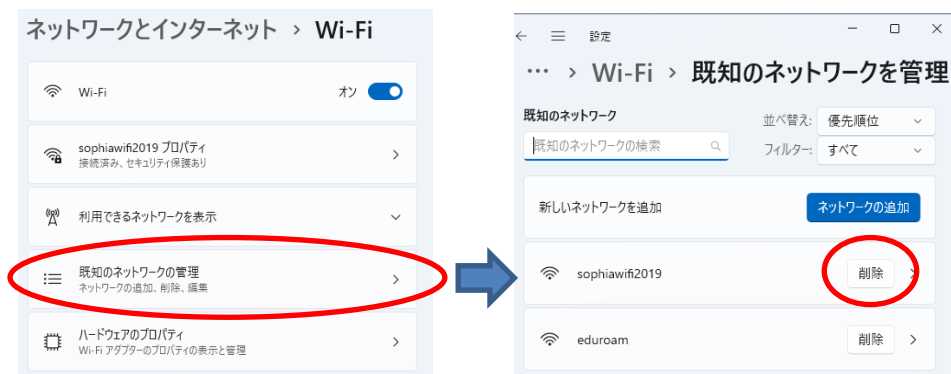 ネットワークとインターネット › Wi-Fi
Wi-Fi
オン
sophiawifi2019 プロパティ
接続済み、セキュリティ保護あり
利用できるネットワークを表示
既知のネットワークの管理
ネットワークの追加、削除、編集
ハードウェアのプロパティ
Wi-Fi アダプターのプロパティの表示と管理
設定
… › Wi-Fi › 既知のネットワークを管理
既知のネットワーク
並べ替え: 優先順位
既知のネットワークの検索
フィルター: すべて
新しいネットワークを追加
ネットワークの追加
sophiawifi2019
削除
eduroam
削除